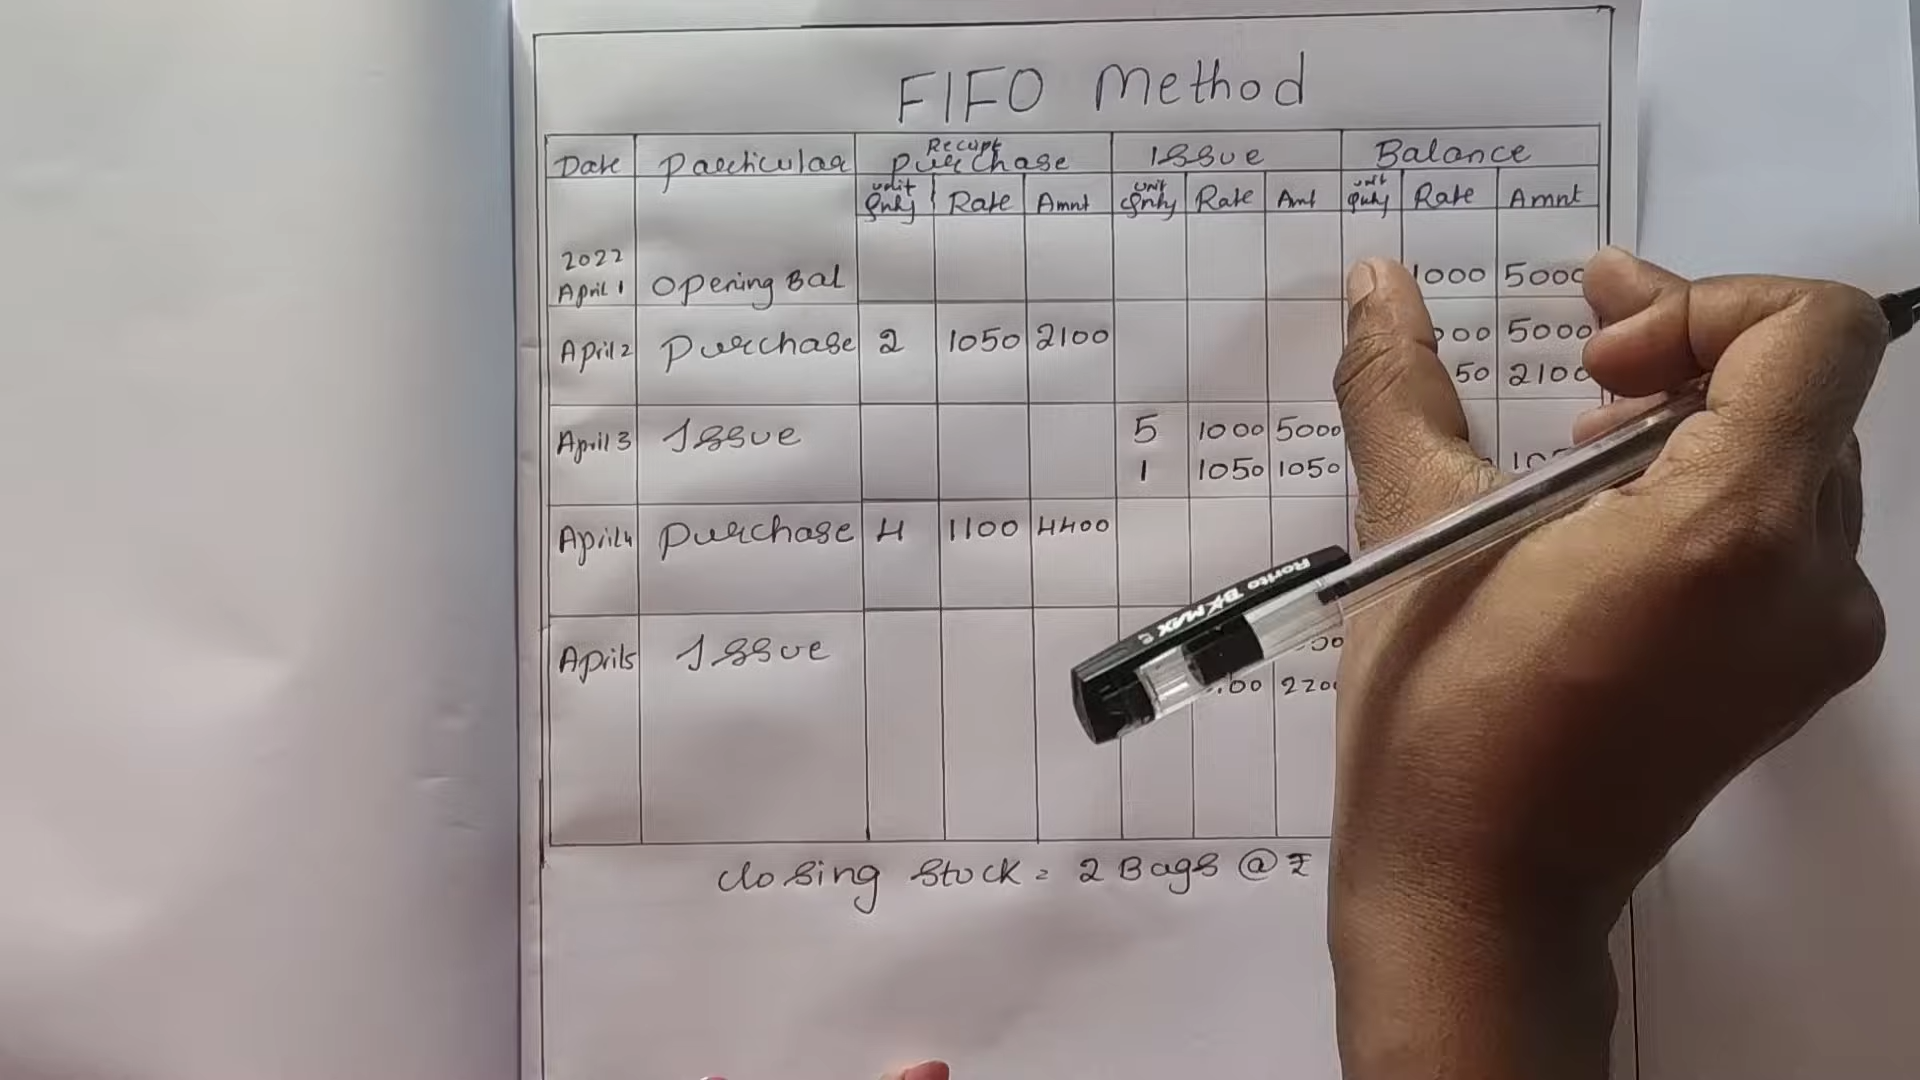 FIFO Method
Date Particular Recipt Purchase Issue Balance
unit Qnty Rate Amnt unit Qnty Rate Amt unit Qnty Rate Amnt
2022
April 1 Opening Bal 1000 5000
April 2 Purchase 2 1050 2100 5000
2100
April 3 Issue 5 1000 5000
1 1050 1050
April 4 Purchase 4 1100 4400
April 5 Issue
Closing Stock = 2 Bags @ ₹
Rorito